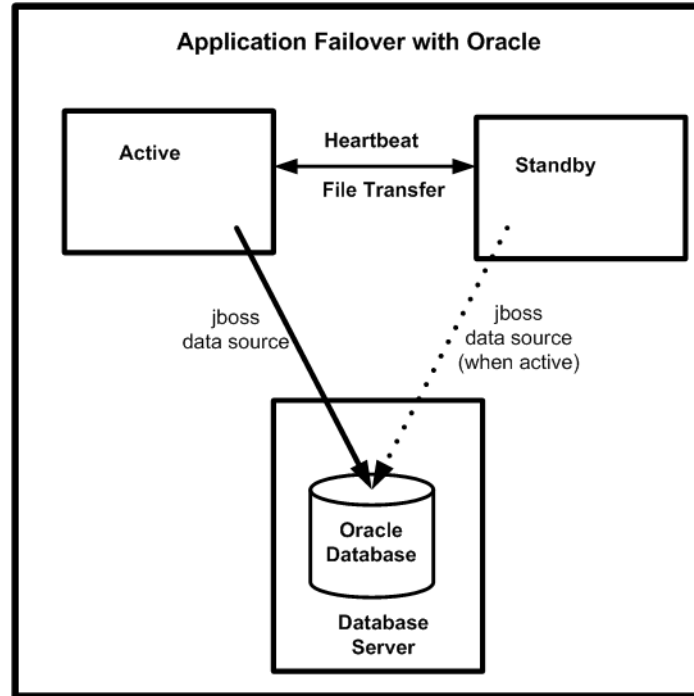 Application Failover with Oracle
Active
Heartbeat
File Transfer
Standby
jboss
data source
jboss
data source
(when active)
Oracle
Database
Database
Server